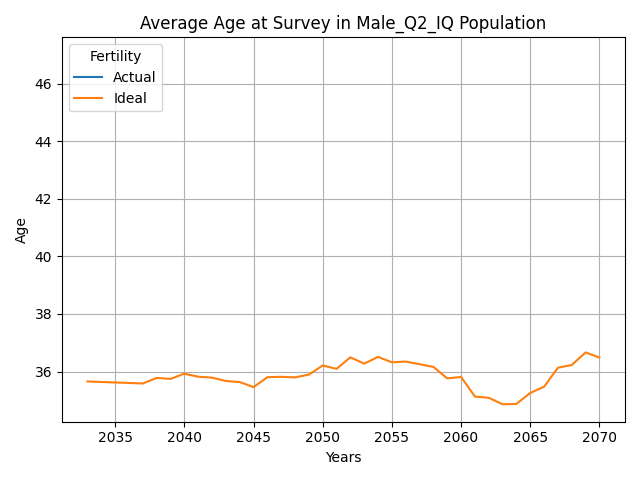 Average Age at Survey in Male_Q2_IQ Population
Fertility
Actual
Ideal
46
44
42
40
38
36
Age
2035 2040 2045 2050 2055 2060 2065 2070
Years